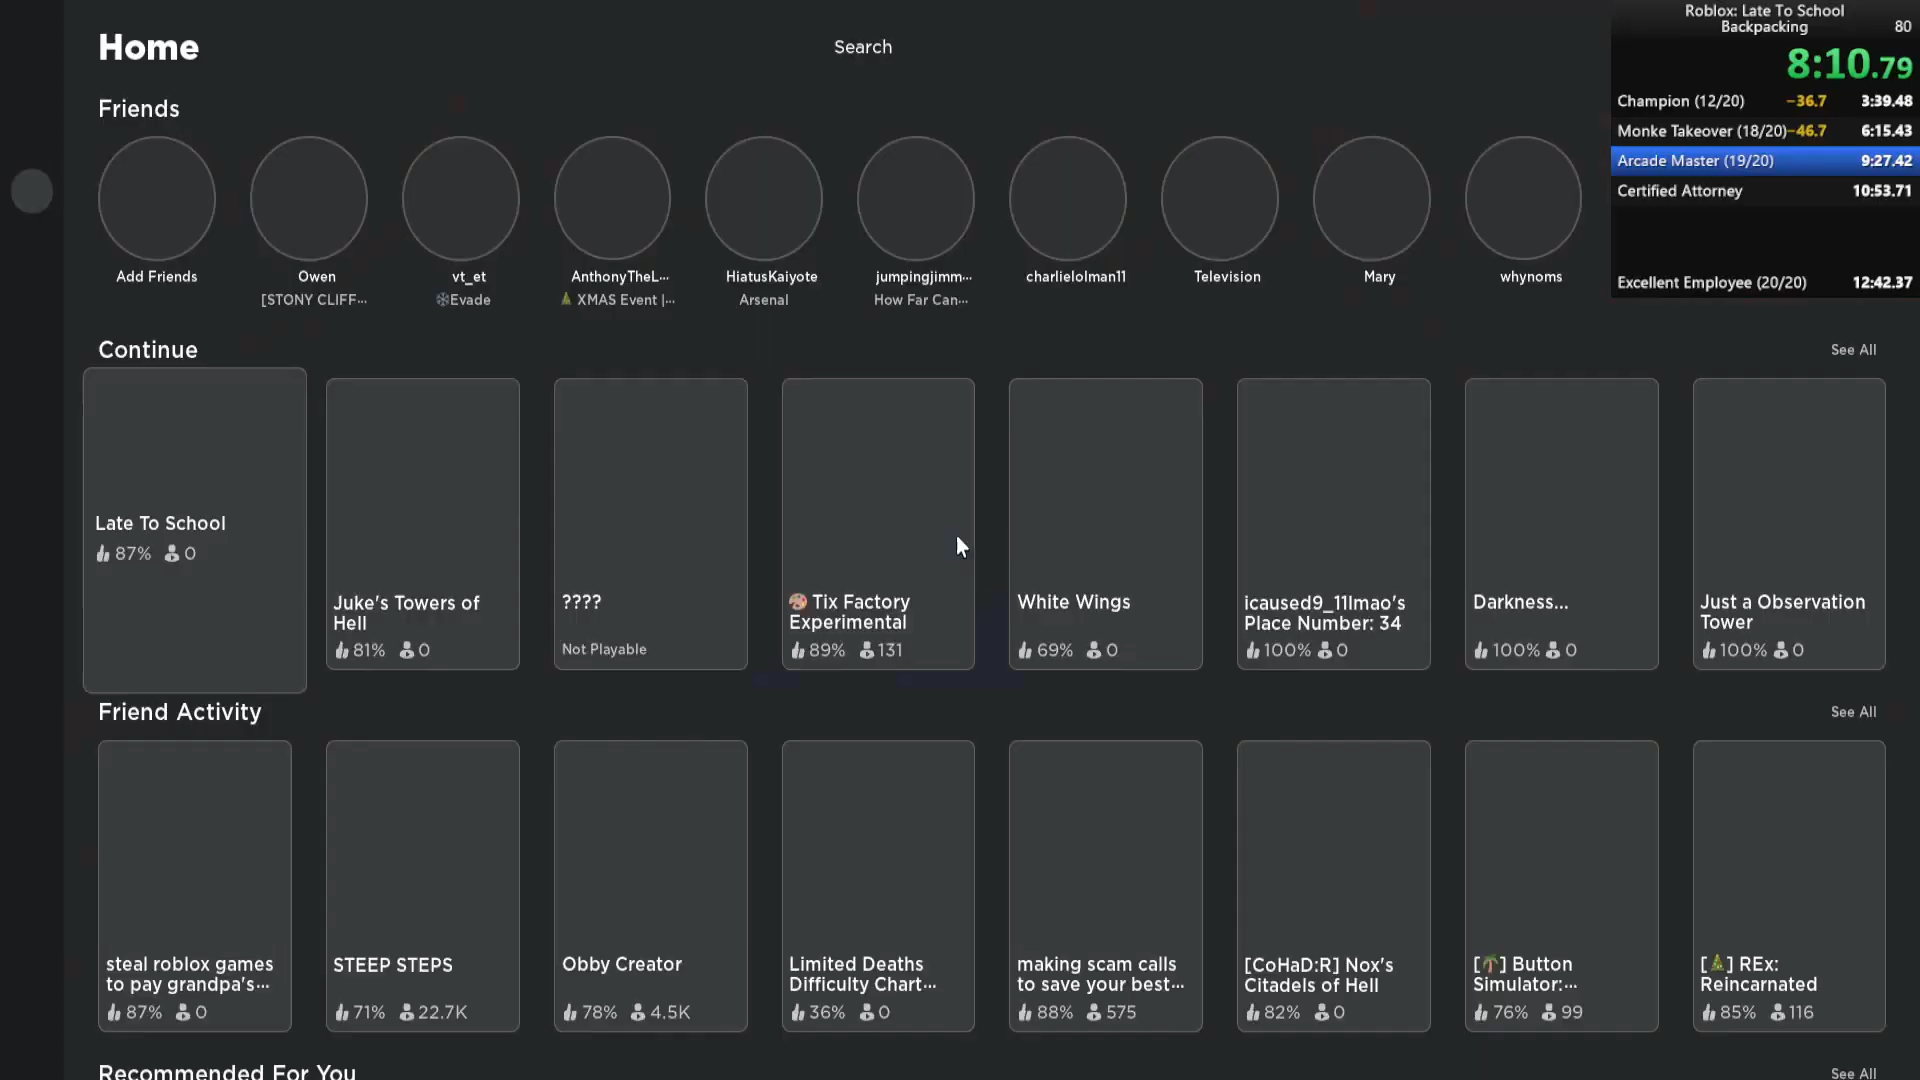 Home
Search
Roblox: Late To School
Backpacking
80
8:10.79
Champion (12/20) −36.7 3:39.48
Monke Takeover (18/20) −46.7 6:15.43
Arcade Master (19/20) 9:27.42
Certified Attorney 10:53.71
Excellent Employee (20/20) 12:42.37
Friends
Add Friends
Owen
[STONY CLIFF...
vt_et
❄Evade
AnthonyTheL...
🎄 XMAS Event |...
HiatusKaiyote
Arsenal
jumpingjimm...
How Far Can...
charlielolman11
Television
Mary
whynoms
Continue
See All
Late To School
87% 0
Juke's Towers of
Hell
81% 0
????
Not Playable
🎨 Tix Factory
Experimental
89% 131
White Wings
69% 0
icaused9_11lmao's
Place Number: 34
100% 0
Darkness...
100% 0
Just a Observation
Tower
100% 0
Friend Activity
See All
steal roblox games
to pay grandpa's...
87% 0
STEEP STEPS
71% 22.7K
Obby Creator
78% 4.5K
Limited Deaths
Difficulty Chart...
36% 0
making scam calls
to save your best...
88% 575
[CoHaD:R] Nox's
Citadels of Hell
82% 0
[🌴] Button
Simulator:...
76% 99
[🎄] REx:
Reincarnated
85% 116
Recommended For You
See All